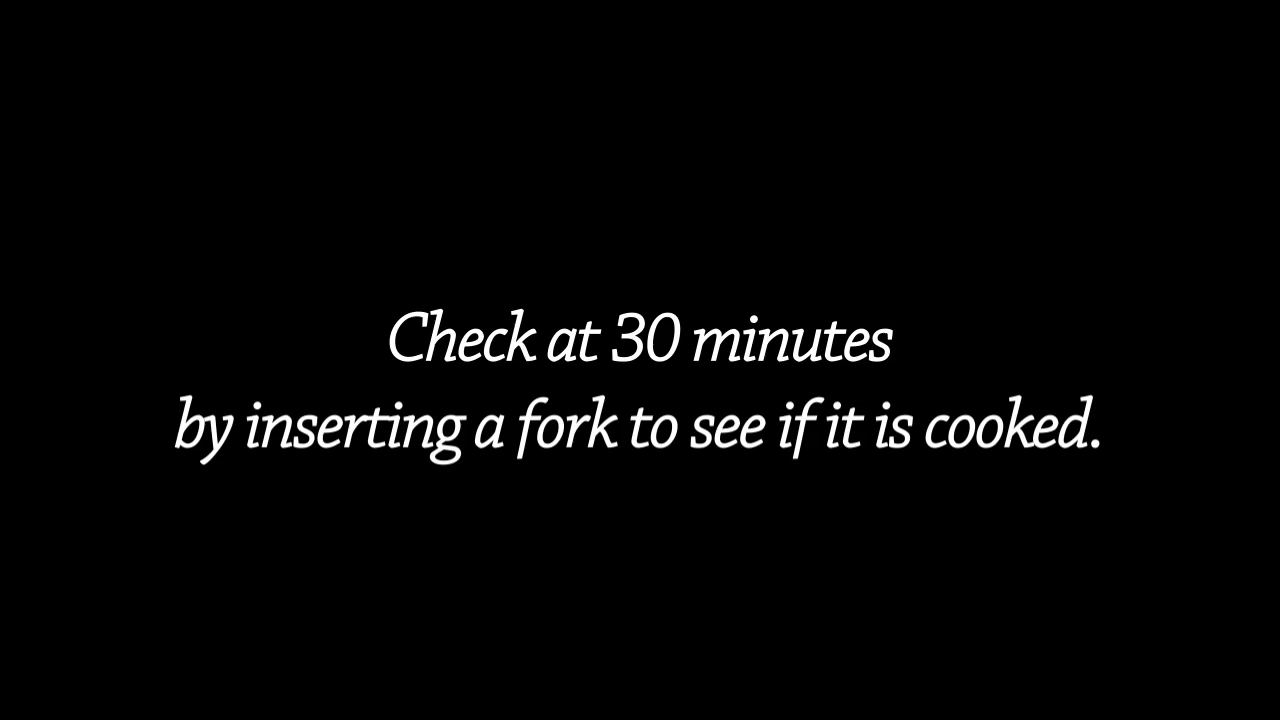 Check at 30 minutes
by inserting a fork to see if it is cooked.